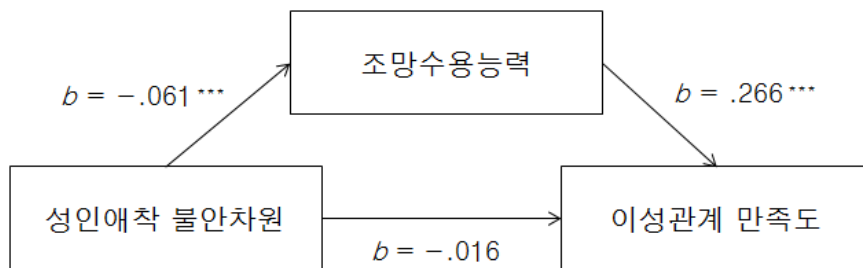 조망수용능력
b = -.061 ***
b = .266 ***
성인애착 불안차원
이성관계 만족도
b = -.016